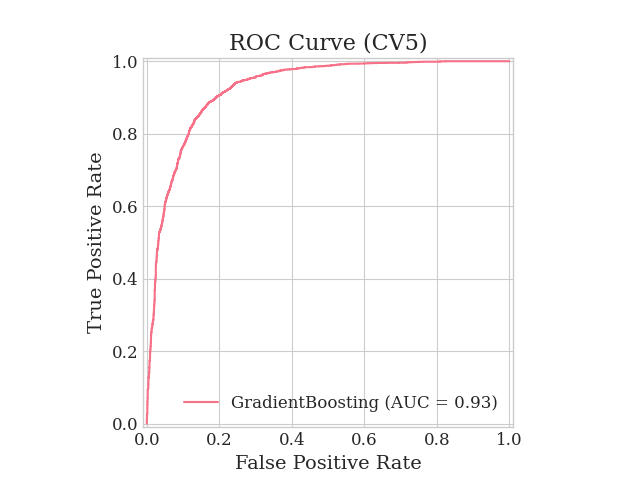 ROC Curve (CV5)
1.0
0.8
0.6
0.4
0.2
0.0
True Positive Rate
GradientBoosting (AUC = 0.93)
0.0 0.2 0.4 0.6 0.8 1.0
False Positive Rate